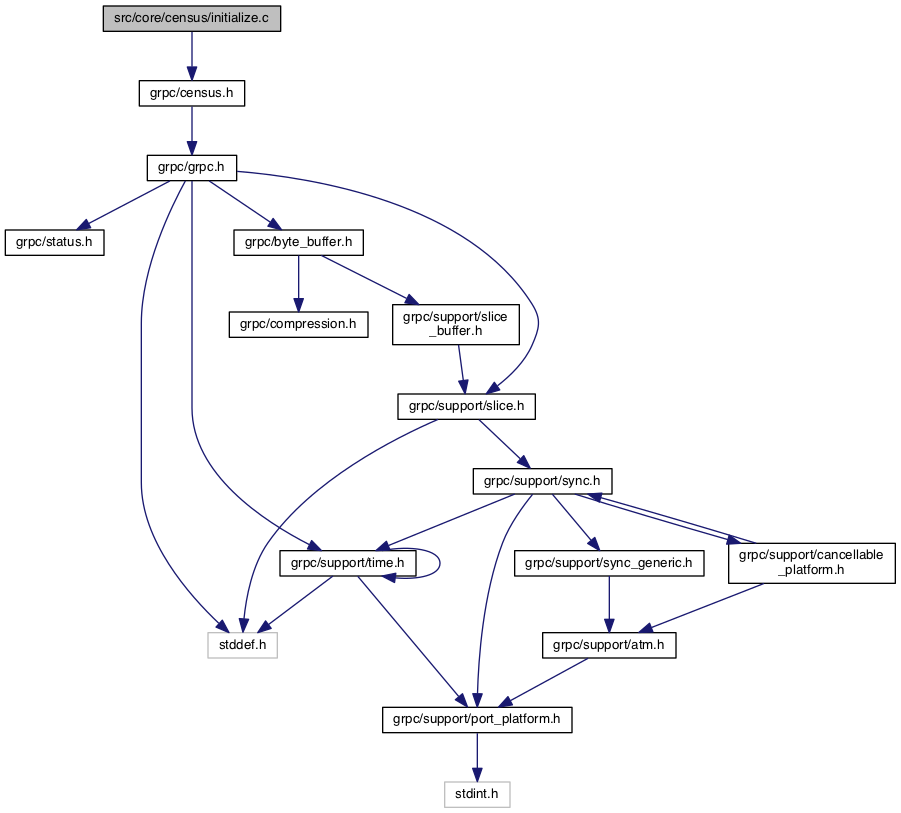 src/core/census/initialize.c
grpc/census.h
grpc/grpc.h
grpc/status.h
grpc/byte_buffer.h
grpc/compression.h
grpc/support/slice
_buffer.h
grpc/support/slice.h
grpc/support/sync.h
grpc/support/time.h
grpc/support/sync_generic.h
grpc/support/cancellable
_platform.h
stddef.h
grpc/support/atm.h
grpc/support/port_platform.h
stdint.h